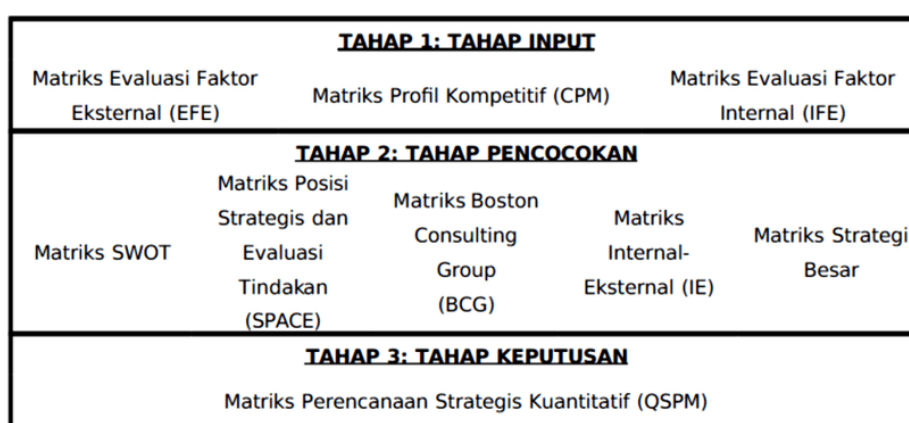 TAHAP 1: TAHAP INPUT
Matriks Evaluasi Faktor
Eksternal (EFE)
Matriks Profil Kompetitif (CPM)
Matriks Evaluasi Faktor
Internal (IFE)
TAHAP 2: TAHAP PENCOCOKAN
Matriks SWOT
Matriks Posisi
Strategis dan
Evaluasi
Tindakan
(SPACE)
Matriks Boston
Consulting
Group
(BCG)
Matriks
Internal-
Eksternal (IE)
Matriks Strategi
Besar
TAHAP 3: TAHAP KEPUTUSAN
Matriks Perencanaan Strategis Kuantitatif (QSPM)